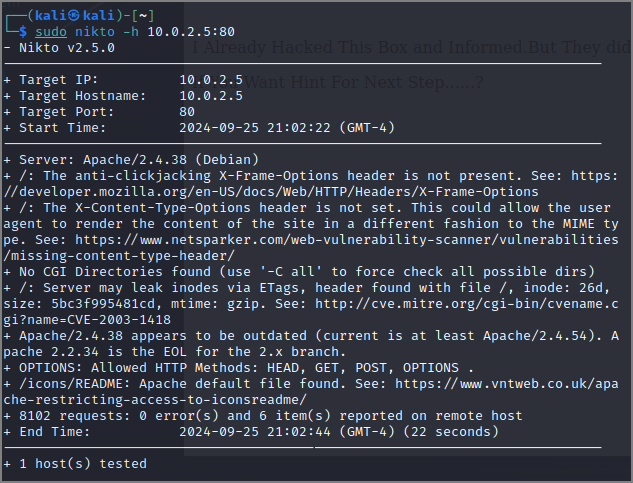 ┌──(kali㉿kali)-[~]
└─$ sudo nikto -h 10.0.2.5:80
- Nikto v2.5.0
I Already Hacked This Box and Informed.But They did
Want Hint For Next Step.....:?
+ Target IP:          10.0.2.5
+ Target Hostname:    10.0.2.5
+ Target Port:        80
+ Start Time:         2024-09-25 21:02:22 (GMT-4)
+ Server: Apache/2.4.38 (Debian)
+ /: The anti-clickjacking X-Frame-Options header is not present. See: https:
//developer.mozilla.org/en-US/docs/Web/HTTP/Headers/X-Frame-Options
+ /: The X-Content-Type-Options header is not set. This could allow the user
agent to render the content of the site in a different fashion to the MIME ty
pe. See: https://www.netsparker.com/web-vulnerability-scanner/vulnerabilities
/missing-content-type-header/
+ No CGI Directories found (use '-C all' to force check all possible dirs)
+ /: Server may leak inodes via ETags, header found with file /, inode: 26d,
size: 5bc3f995481cd, mtime: gzip. See: http://cve.mitre.org/cgi-bin/cvename.c
gi?name=CVE-2003-1418
+ Apache/2.4.38 appears to be outdated (current is at least Apache/2.4.54). A
pache 2.2.34 is the EOL for the 2.x branch.
+ OPTIONS: Allowed HTTP Methods: HEAD, GET, POST, OPTIONS .
+ /icons/README: Apache default file found. See: https://www.vntweb.co.uk/apa
che-restricting-access-to-iconsreadme/
+ 8102 requests: 0 error(s) and 6 item(s) reported on remote host
+ End Time:           2024-09-25 21:02:44 (GMT-4) (22 seconds)
+ 1 host(s) tested